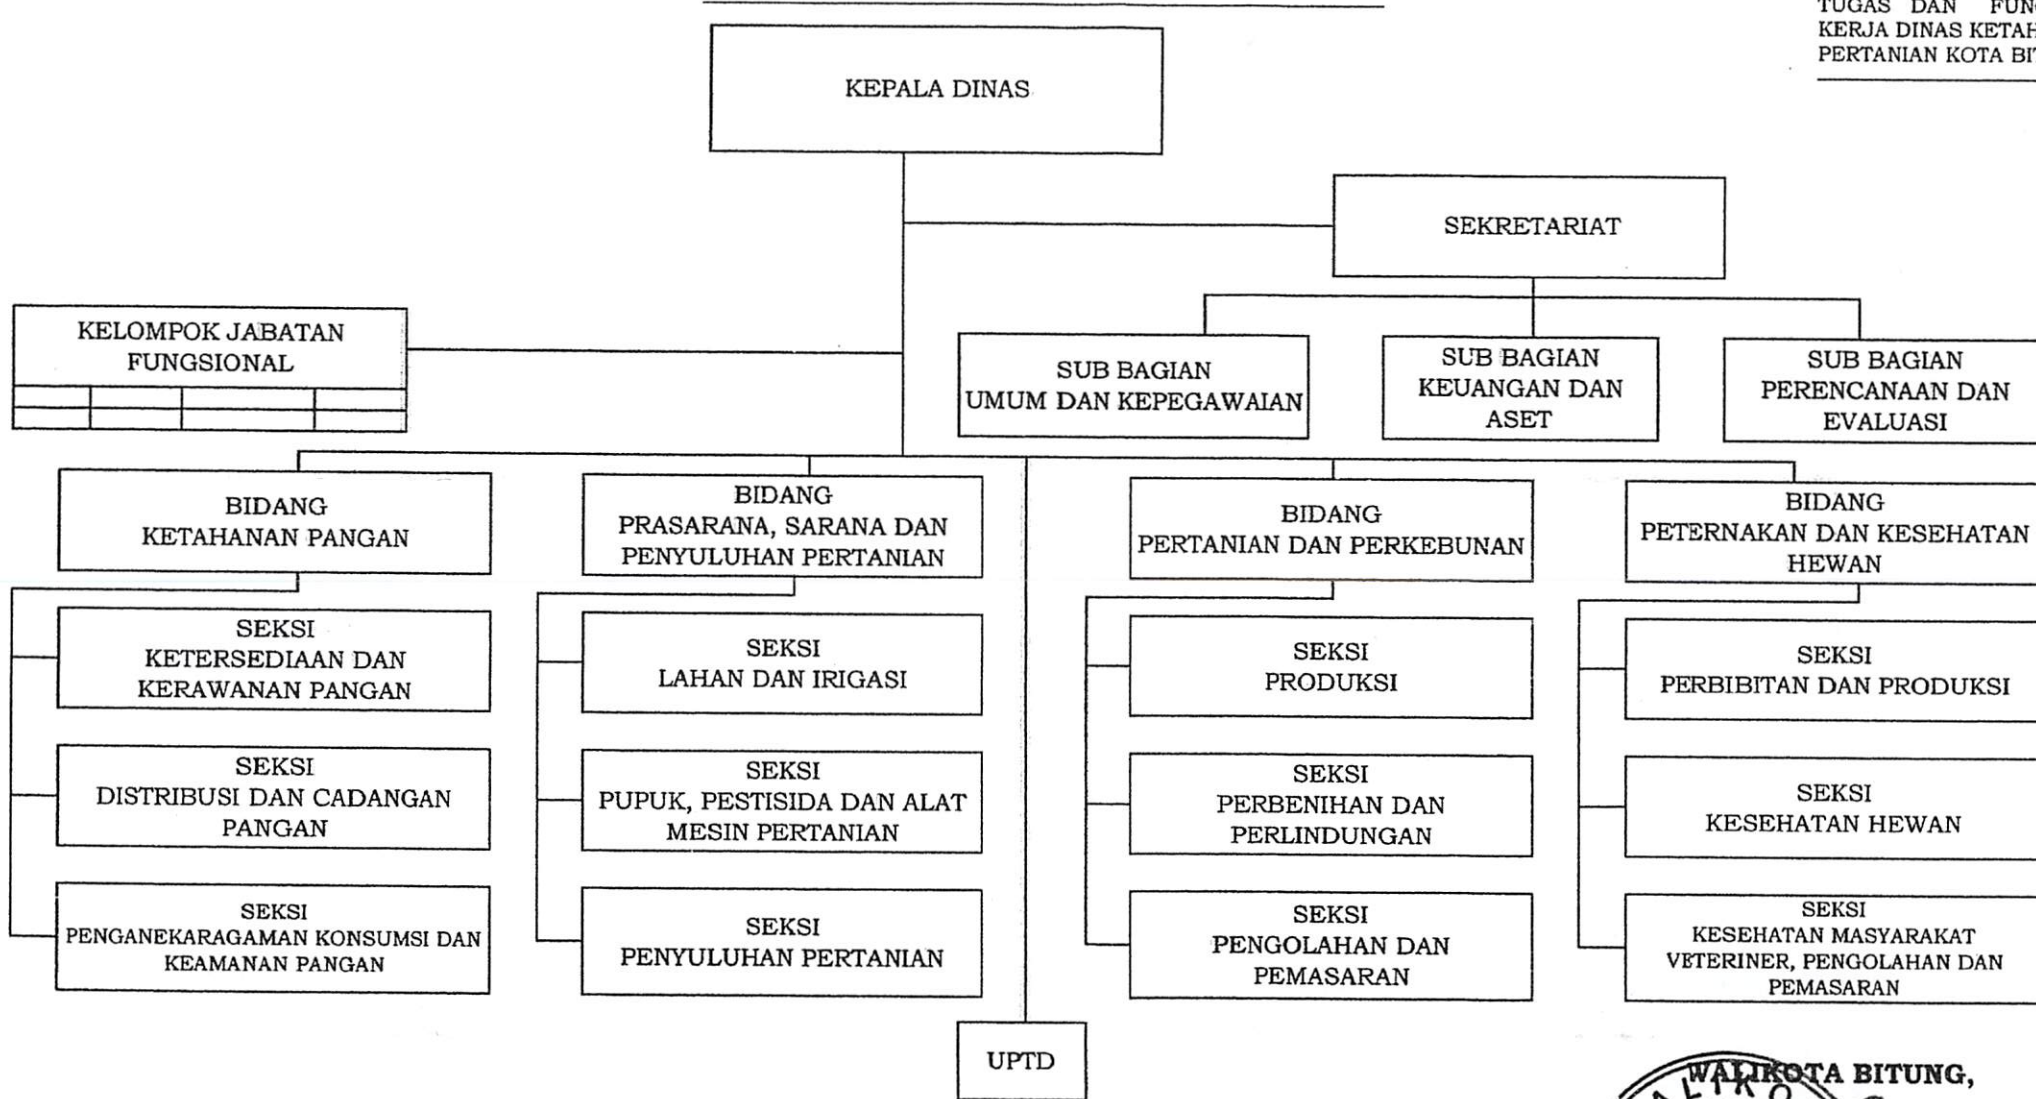 TUGAS DAN
KERJA DINAS
PERTANIAN KOTA
KEPALA DINAS
SEKRETARIAT
KELOMPOK JABATAN
FUNGSIONAL
SUB BAGIAN
UMUM DAN KEPEGAWAIAN
SUB BAGIAN
KEUANGAN DAN
ASET
SUB BAGIAN
PERENCANAAN DAN
EVALUASI
BIDANG
KETAHANAN PANGAN
BIDANG
PRASARANA, SARANA DAN
PENYULUHAN PERTANIAN
BIDANG
PERTANIAN DAN PERKEBUNAN
BIDANG
PETERNAKAN DAN KESEHATAN
HEWAN
SEKSI
KETERSEDIAAN DAN
KERAWANAN PANGAN
SEKSI
LAHAN DAN IRIGASI
SEKSI
PRODUKSI
SEKSI
PERBIBITAN DAN PRODUKSI
SEKSI
DISTRIBUSI DAN CADANGAN
PANGAN
SEKSI
PUPUK, PESTISIDA DAN ALAT
MESIN PERTANIAN
SEKSI
PERBENIHAN DAN
PERLINDUNGAN
SEKSI
KESEHATAN HEWAN
SEKSI
PENGANEKARAGAMAN KONSUMSI DAN
KEAMANAN PANGAN
SEKSI
PENYULUHAN PERTANIAN
SEKSI
PENGOLAHAN DAN
PEMASARAN
SEKSI
KESEHATAN MASYARAKAT
VETERINER, PENGOLAHAN DAN
PEMASARAN
UPTD
WALIKOTA BITUNG,